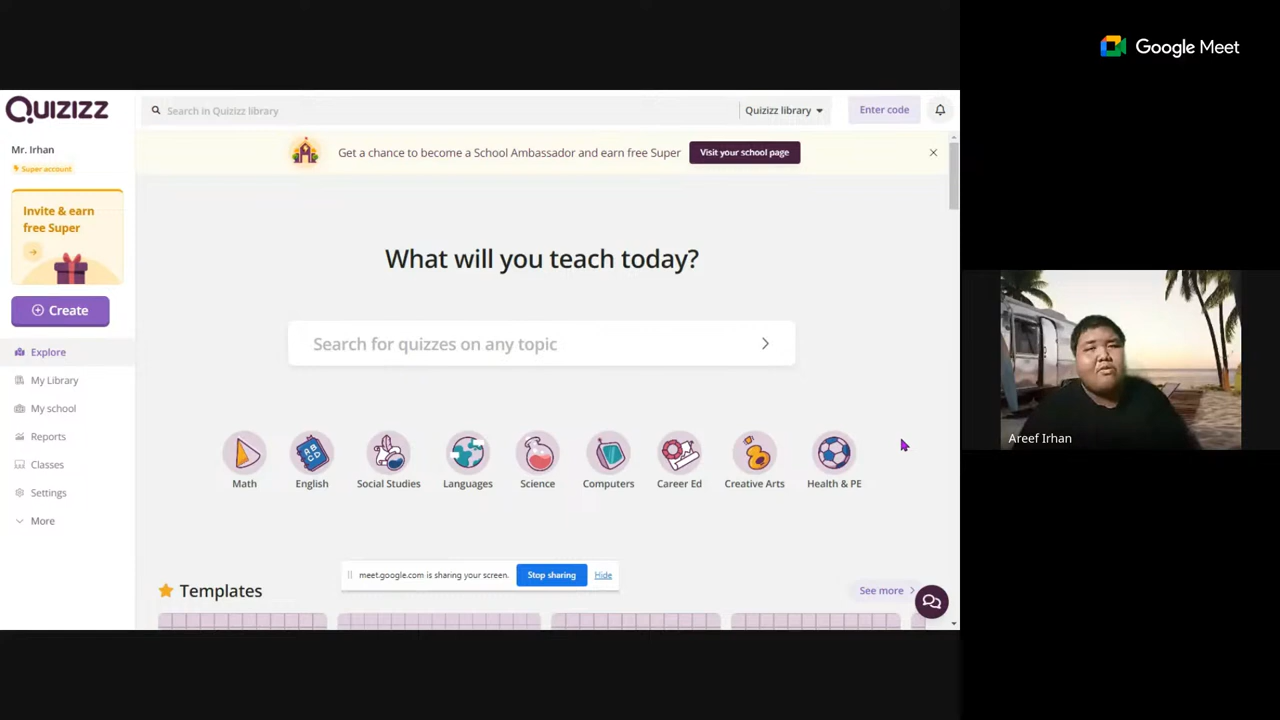 Google Meet
QUIZIZZ
Search in Quizizz library
Quizizz library
Enter code
Mr. Irhan
Super account
Get a chance to become a School Ambassador and earn free Super
Visit your school page
Invite & earn
free Super
What will you teach today?
Create
Search for quizzes on any topic
Explore
My Library
My school
Reports
Classes
Settings
More
Math
English
Social Studies
Languages
Science
Computers
Career Ed
Creative Arts
Health & PE
Areef Irhan
meet.google.com is sharing your screen.
Stop sharing
Hide
Templates
See more